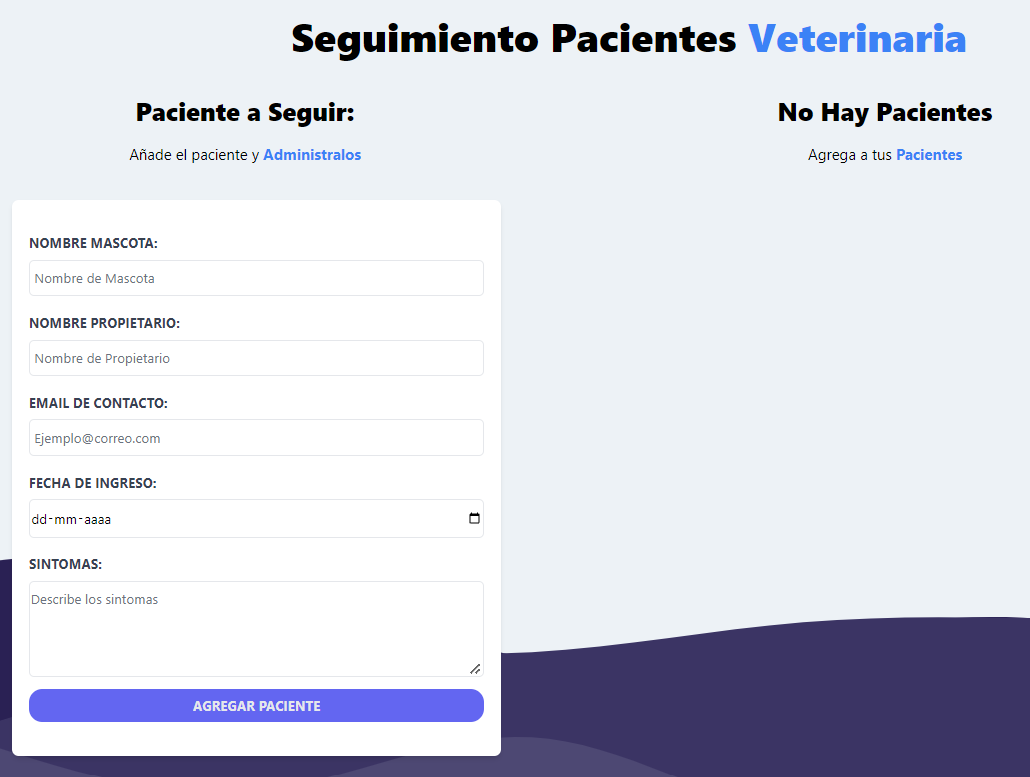 Seguimiento Pacientes Veterinaria
Paciente a Seguir:
Añade el paciente y Administralos
No Hay Pacientes
Agrega a tus Pacientes
NOMBRE MASCOTA:
Nombre de Mascota
NOMBRE PROPIETARIO:
Nombre de Propietario
EMAIL DE CONTACTO:
Ejemplo@correo.com
FECHA DE INGRESO:
dd-mm-aaaa
SINTOMAS:
Describe los sintomas
AGREGAR PACIENTE